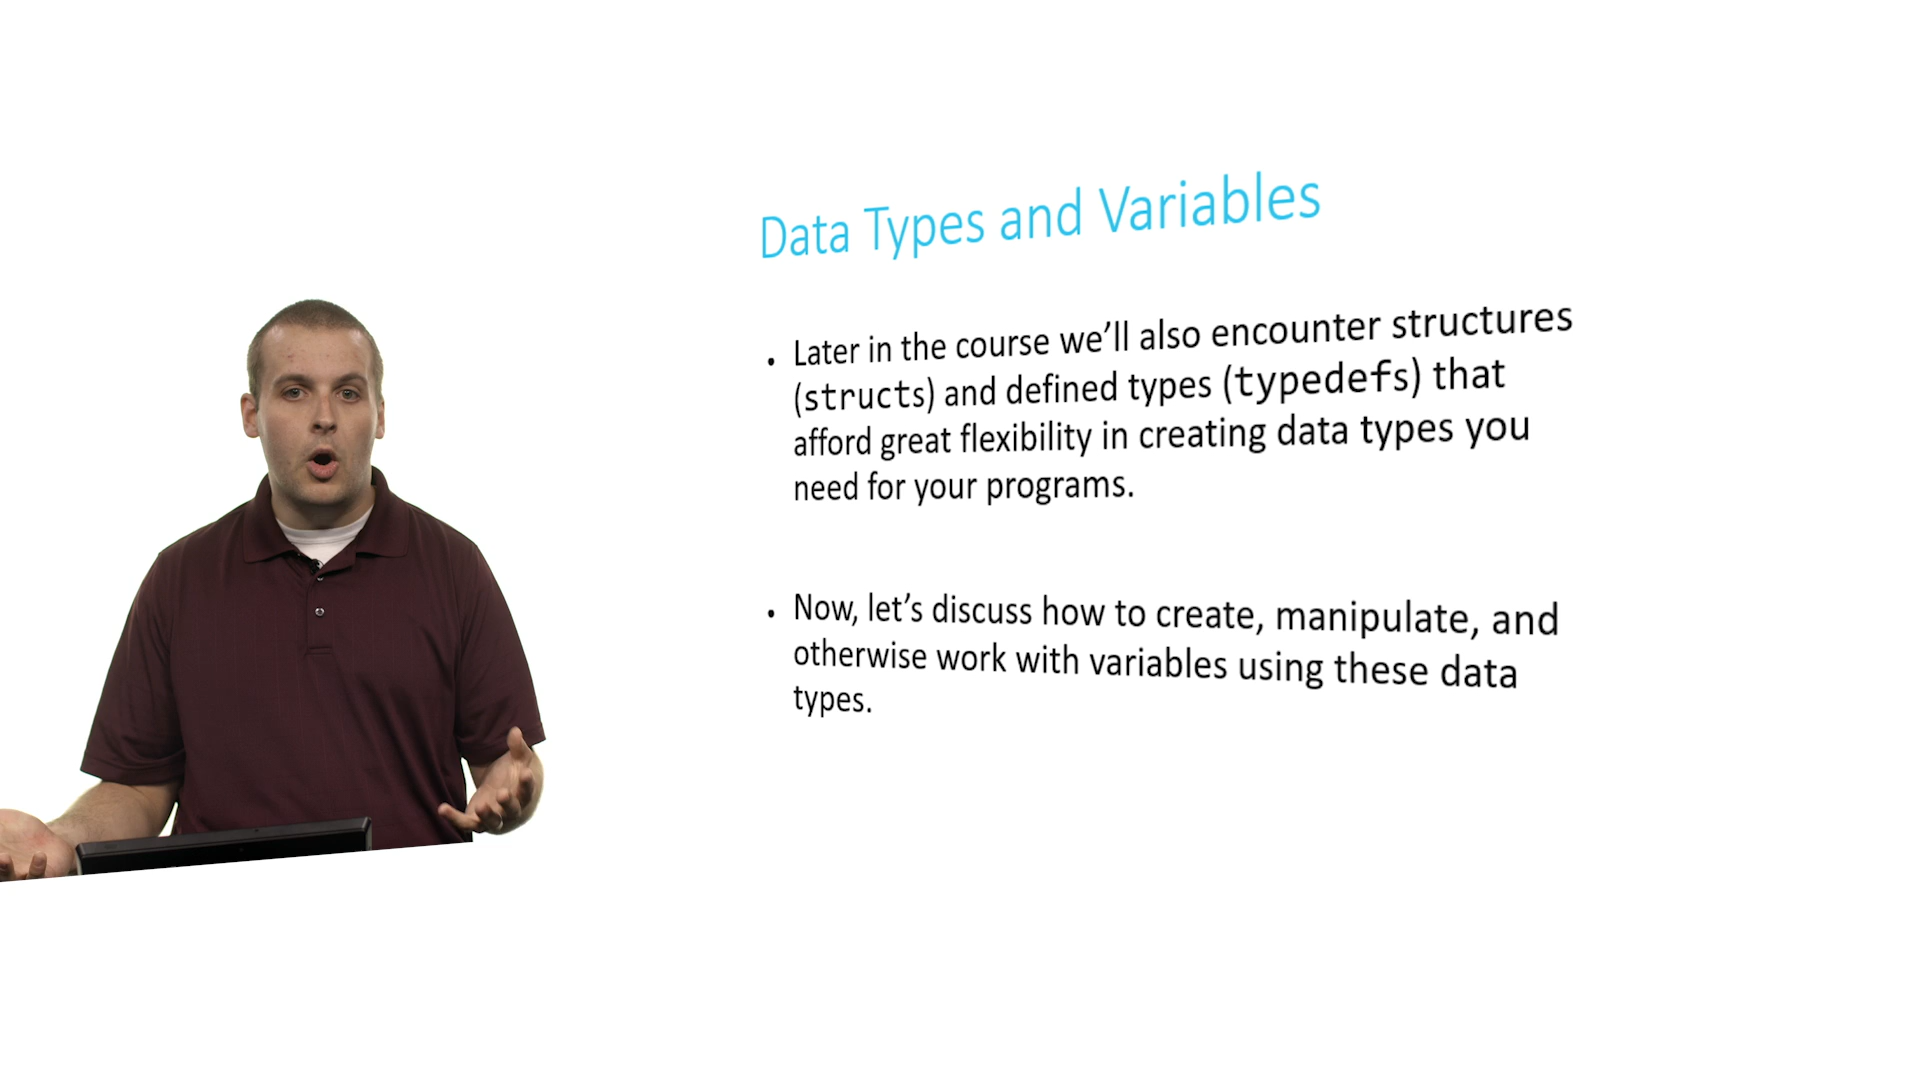 Data Types and Variables
• Later in the course we’ll also encounter structures
(structs) and defined types (typedefs) that
afford great flexibility in creating data types you
need for your programs.
• Now, let’s discuss how to create, manipulate, and
otherwise work with variables using these data
types.